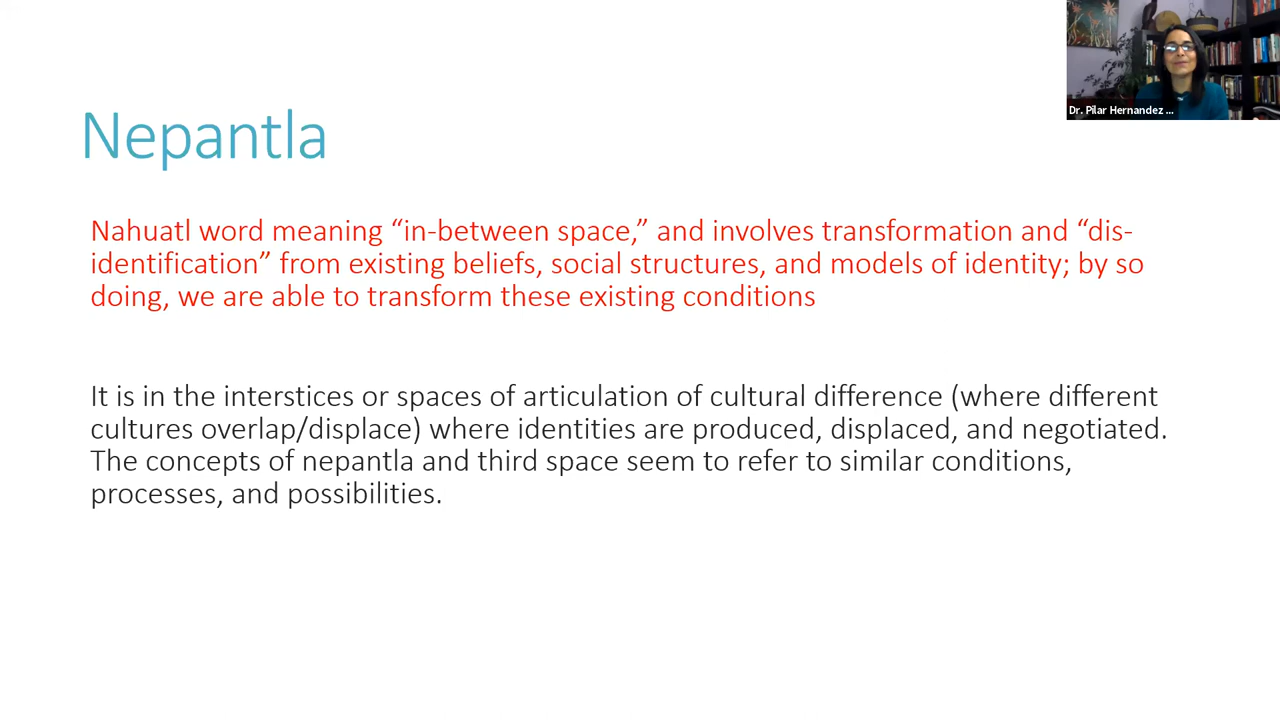 Dr. Pilar Hernandez ...
Nepantla
Nahuatl word meaning “in-between space,” and involves transformation and “dis-
identification” from existing beliefs, social structures, and models of identity; by so
doing, we are able to transform these existing conditions
It is in the interstices or spaces of articulation of cultural difference (where different
cultures overlap/displace) where identities are produced, displaced, and negotiated.
The concepts of nepantla and third space seem to refer to similar conditions,
processes, and possibilities.